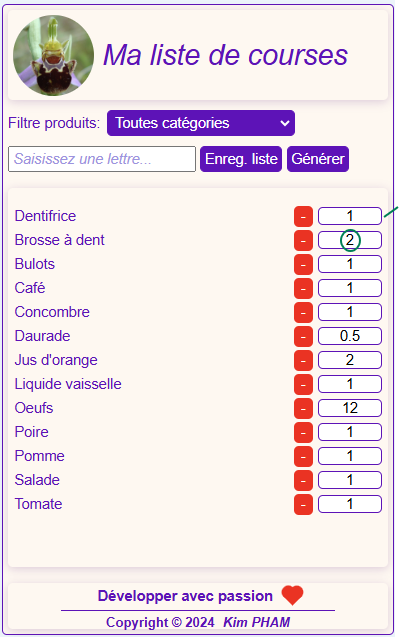 Ma liste de courses
Filtre produits: Toutes catégories
Saisissez une lettre... Enreg. liste Générer
Dentifrice - 1
Brosse à dent - 2
Bulots - 1
Café - 1
Concombre - 1
Daurade - 0.5
Jus d'orange - 2
Liquide vaisselle - 1
Oeufs - 12
Poire - 1
Pomme - 1
Salade - 1
Tomate - 1
Développer avec passion
Copyright © 2024 Kim PHAM